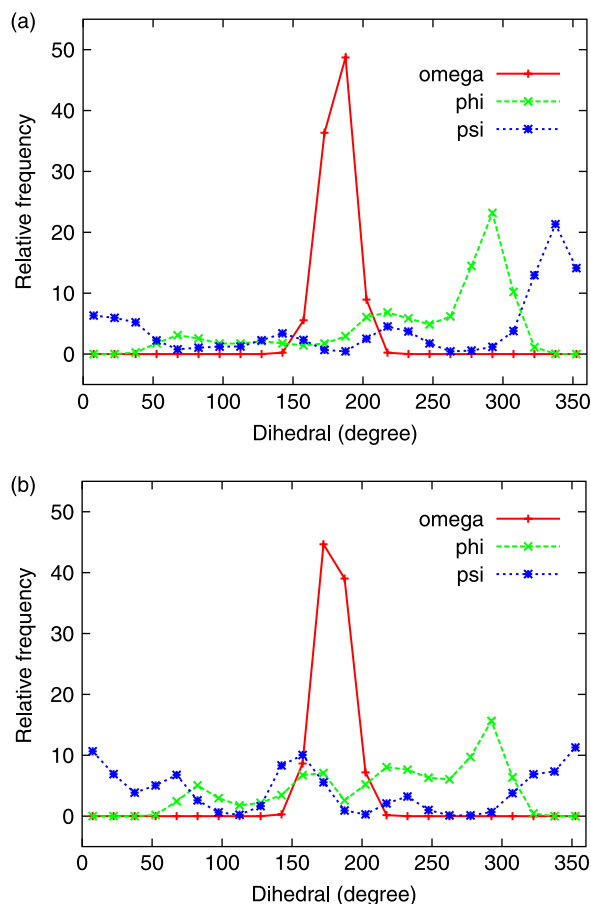 (a)
50
40
30
20
10
0
Relative frequency
omega
phi
psi
0 50 100 150 200 250 300 350
Dihedral (degree)
(b)
50
40
30
20
10
0
Relative frequency
omega
phi
psi
0 50 100 150 200 250 300 350
Dihedral (degree)